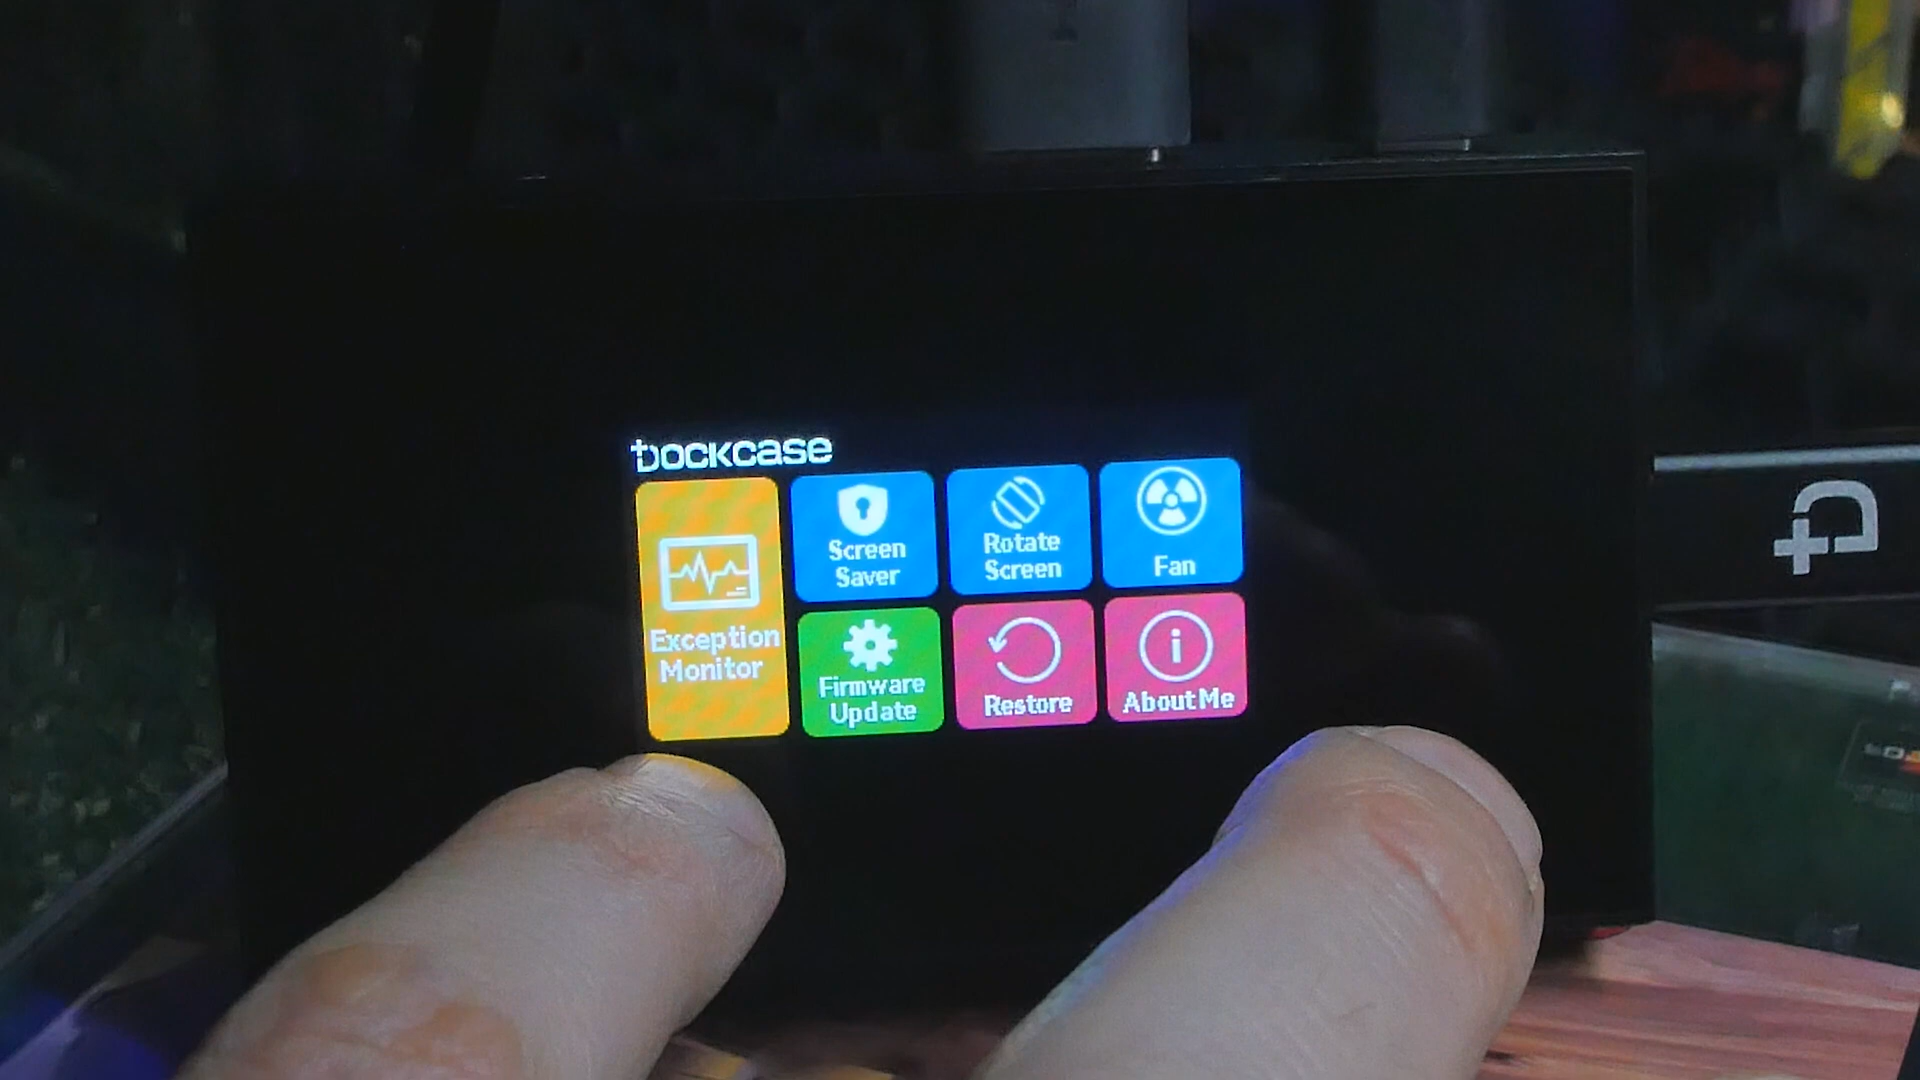 Dockcase
Screen
Saver
Rotate
Screen
Fan
Exception
Monitor
Firmware
Update
Restore
About Me